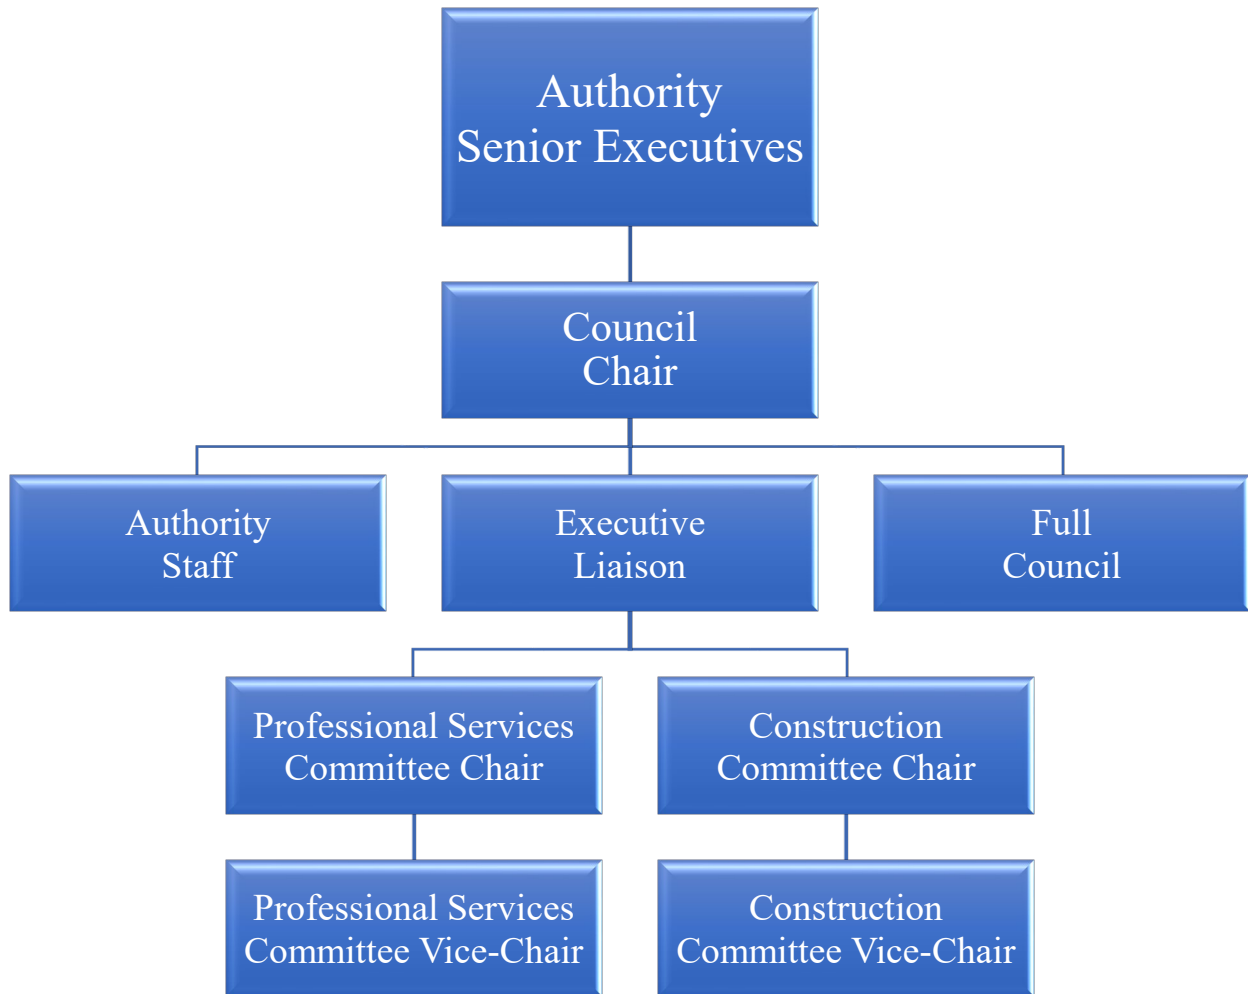 Authority
Senior Executives
Council
Chair
Authority
Staff
Executive
Liaison
Full
Council
Professional Services
Committee Chair
Construction
Committee Chair
Professional Services
Committee Vice-Chair
Construction
Committee Vice-Chair